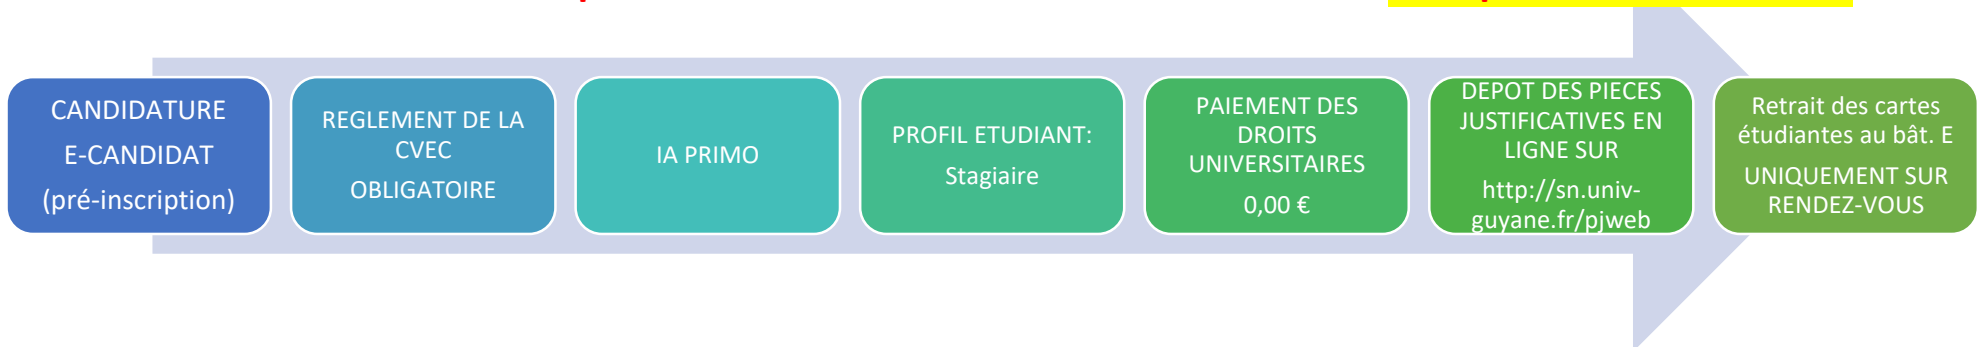 CANDIDATURE
E-CANDIDAT
(pré-inscription)
REGLEMENT DE LA
CVEC
OBLIGATOIRE
IA PRIMO
PROFIL ETUDIANT:
Stagiaire
PAIEMENT DES
DROITS
UNIVERSITAIRES
0,00 €
DEPOT DES PIECES
JUSTIFICATIVES EN
LIGNE SUR
http://sn.univ-
guyane.fr/pjweb
Retrait des cartes
étudiantes au bât. E
UNIQUEMENT SUR
RENDEZ-VOUS